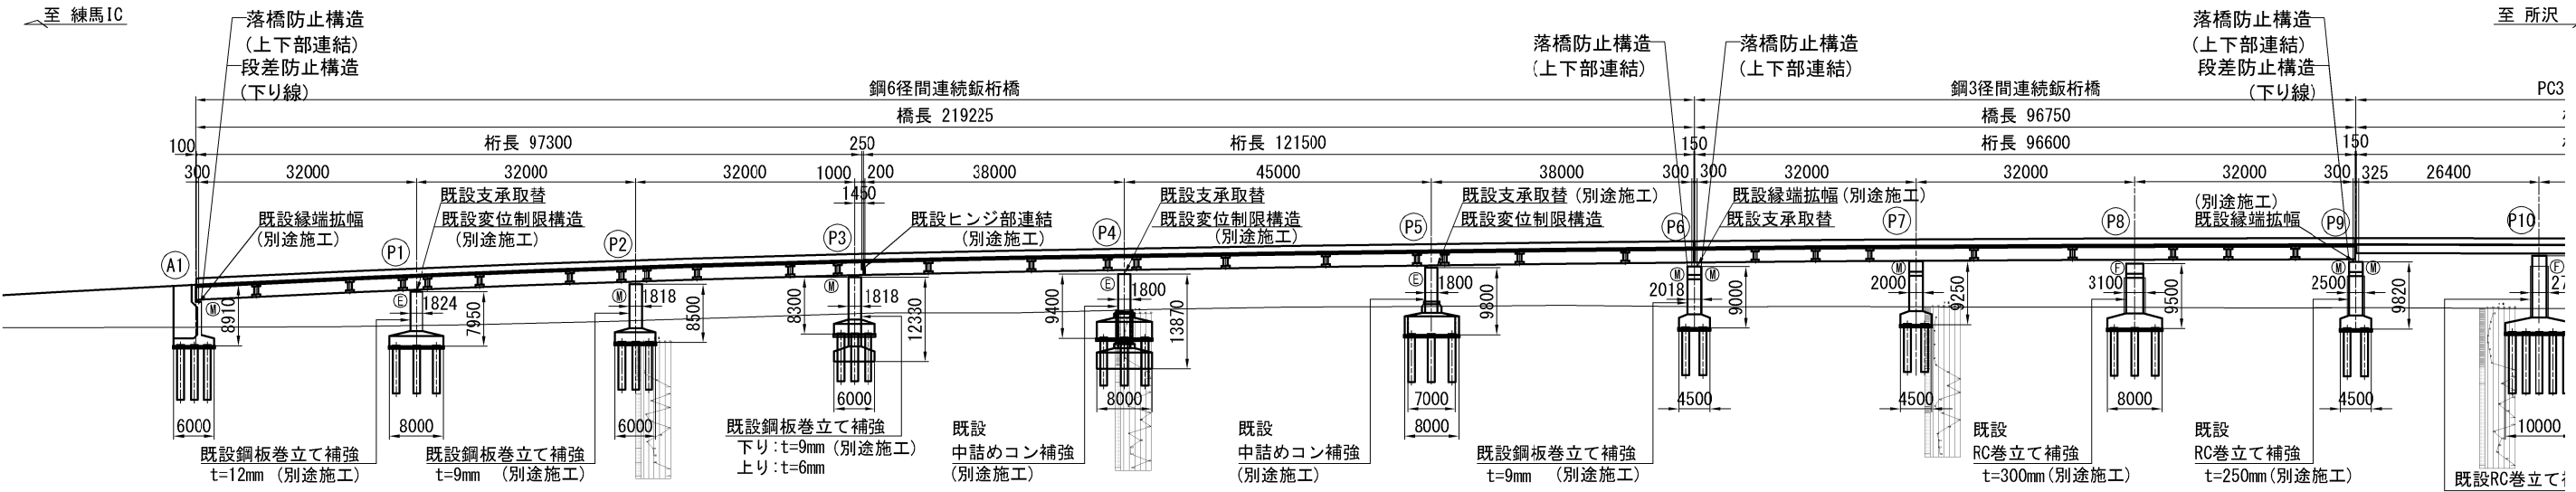 至 練馬IC
落橋防止構造
(上下部連結)
段差防止構造
(下り線)
落橋防止構造
(上下部連結)
落橋防止構造
(上下部連結)
落橋防止構造
(上下部連結)
段差防止構造
(下り線)
至 所沢
鋼6径間連続鈑桁橋
鋼3径間連続鈑桁橋
PC3
橋長 219225
橋長 96750
100
桁長 97300
250
桁長 121500
150
桁長 96600
150
300
32000
32000
32000
1000
200
38000
45000
38000
300
300
32000
32000
32000
300
325
26400
1450
既設縁端拡幅
(別途施工)
既設支承取替
既設変位制限構造
(別途施工)
既設ヒンジ部連結
(別途施工)
既設支承取替
既設変位制限構造
(別途施工)
既設支承取替 (別途施工)
既設変位制限構造
既設縁端拡幅 (別途施工)
既設支承取替
(別途施工)
既設縁端拡幅
A1
P1
P2
P3
P4
P5
P6
P7
P8
P9
P10
M
8910
E
1824
7950
M
1818
8500
8300
M
1818
12330
9400
E
1800
13870
E
1800
9800
M
M
2018
9000
M
2000
9250
F
3100
9500
M
M
2500
9820
F
27
6000
8000
6000
6000
8000
7000
8000
4500
4500
8000
4500
10000
既設鋼板巻立て補強
t=12mm (別途施工)
既設鋼板巻立て補強
t=9mm (別途施工)
既設鋼板巻立て補強
下り:t=9mm (別途施工)
上り:t=6mm
既設
中詰めコン補強
(別途施工)
既設
中詰めコン補強
(別途施工)
既設鋼板巻立て補強
t=9mm (別途施工)
既設
RC巻立て補強
t=300mm(別途施工)
既設
RC巻立て補強
t=250mm(別途施工)
既設RC巻立て